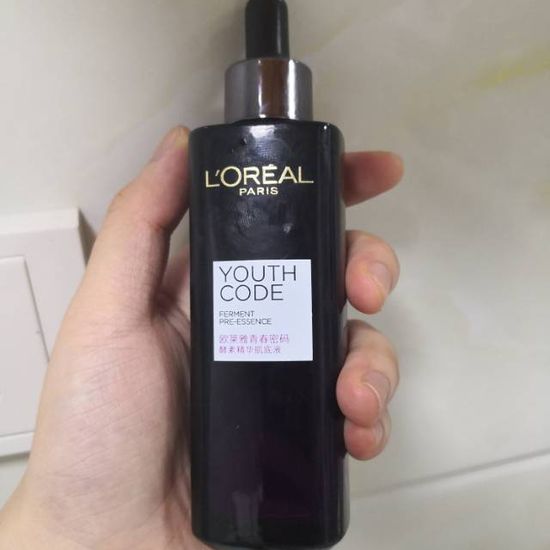 L'ORÉAL
PARIS
YOUTH
CODE
FERMENT
PRE-ESSENCE
欧莱雅青春密码
酵素精华肌底液